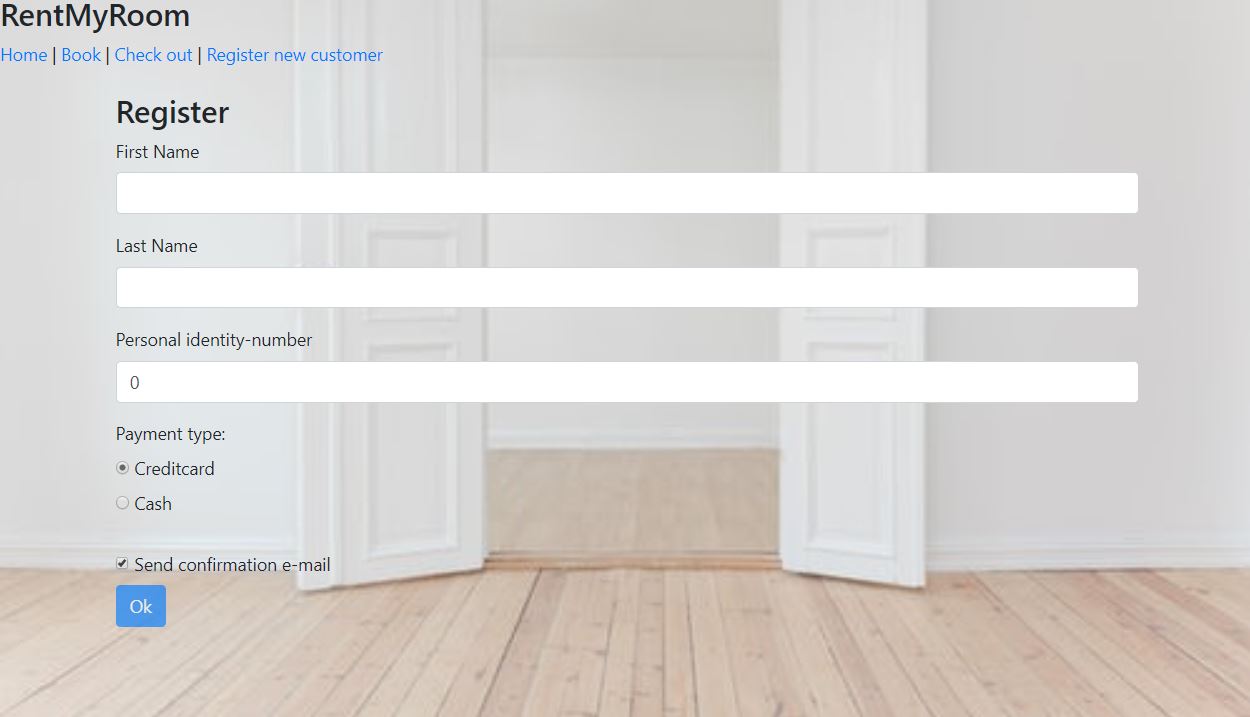 RentMyRoom
Home | Book | Check out | Register new customer
Register
First Name
Last Name
Personal identity-number
0
Payment type:
Creditcard
Cash
Send confirmation e-mail
Ok